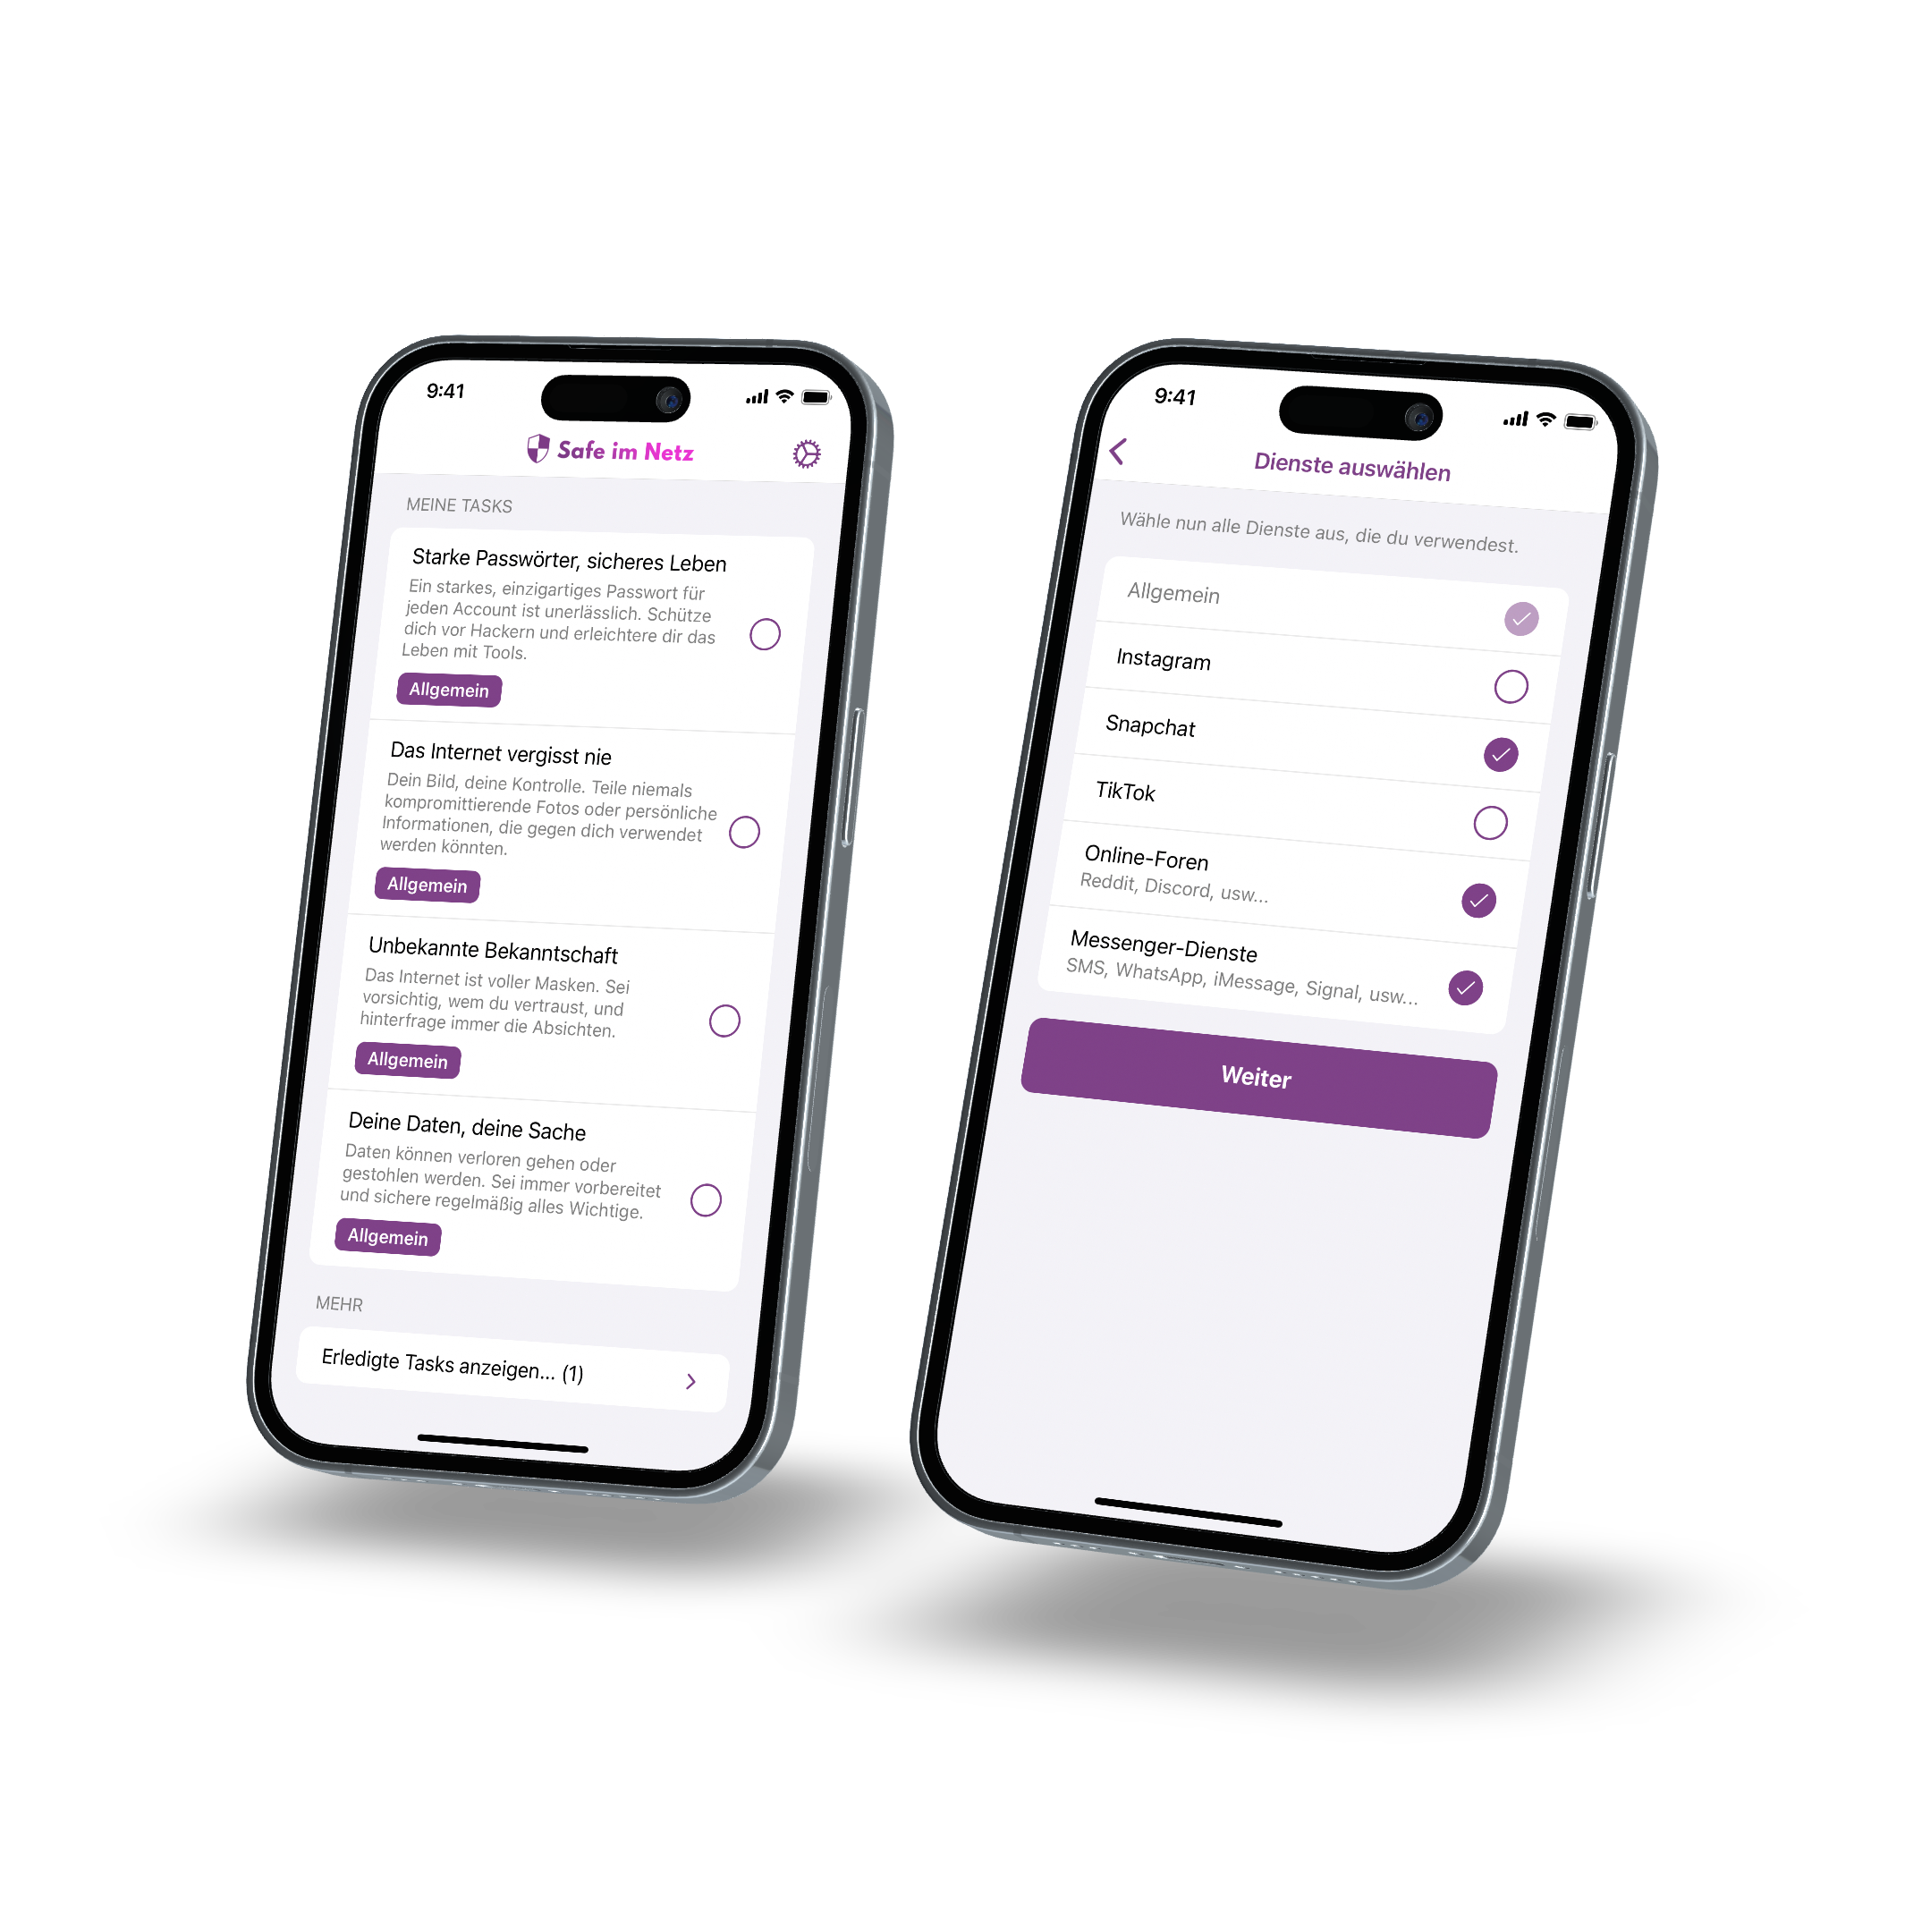 9:41
Safe im Netz
MEINE TASKS
Starke Passwörter, sicheres Leben
Ein starkes, einzigartiges Passwort für
jeden Account ist unerlässlich. Schütze
dich vor Hackern und erleichtere dir das
Leben mit Tools.
Allgemein
Das Internet vergisst nie
Dein Bild, deine Kontrolle. Teile niemals
kompromittierende Fotos oder persönliche
Informationen, die gegen dich verwendet
werden könnten.
Allgemein
Unbekannte Bekanntschaft
Das Internet ist voller Masken. Sei
vorsichtig, wem du vertraust, und
hinterfrage immer die Absichten.
Allgemein
Deine Daten, deine Sache
Daten können verloren gehen oder
gestohlen werden. Sei immer vorbereitet
und sichere regelmäßig alles Wichtige.
Allgemein
MEHR
Erledigte Tasks anzeigen... (1)
9:41
Dienste auswählen
Wähle nun alle Dienste aus, die du verwendest.
Allgemein
Instagram
Snapchat
TikTok
Online-Foren
Reddit, Discord, usw...
Messenger-Dienste
SMS, WhatsApp, iMessage, Signal, usw...
Weiter